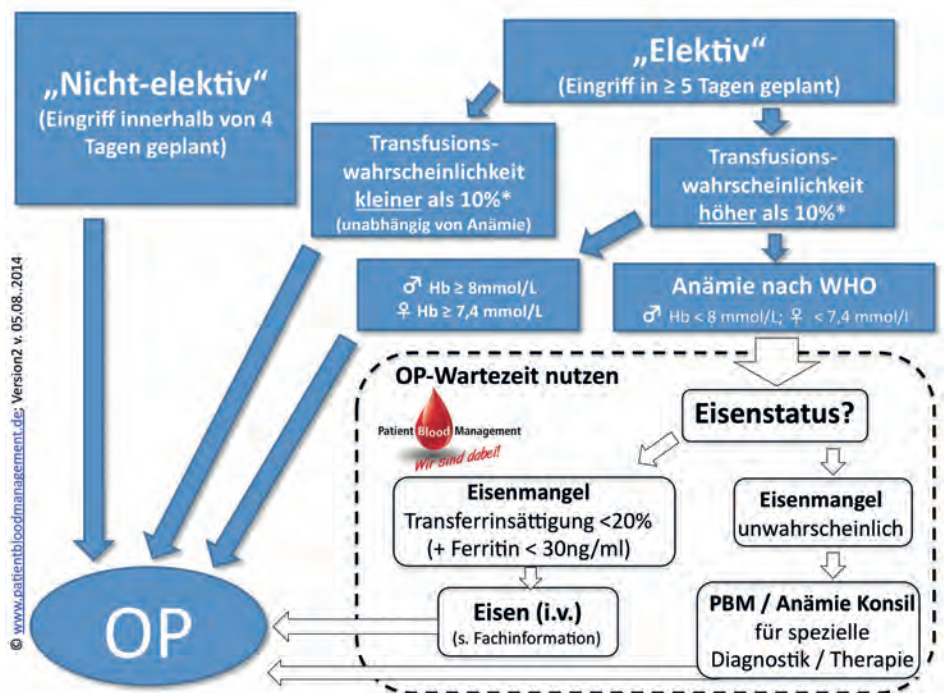 „Nicht-elektiv“
(Eingriff innerhalb von 4
Tagen geplant)
„Elektiv“
(Eingriff in ≥ 5 Tagen geplant)
Transfusions-
wahrscheinlichkeit
kleiner als 10%*
(unabhängig von Anämie)
Transfusions-
wahrscheinlichkeit
höher als 10%*
♂ Hb ≥ 8mmol/L
♀ Hb ≥ 7,4 mmol/L
Anämie nach WHO
♂ Hb < 8 mmol/L; ♀ < 7,4 mmol/L
OP-Wartezeit nutzen
Patient Blood Management
Wir sind dabei!
Eisenstatus?
Eisenmangel
Transferrinsättigung <20%
(+ Ferritin < 30ng/ml)
Eisenmangel
unwahrscheinlich
Eisen (i.v.)
(s. Fachinformation)
PBM / Anämie Konsil
für spezielle
Diagnostik / Therapie
OP
© www.patientbloodmanagement.de; Version2 v. 05.08..2014